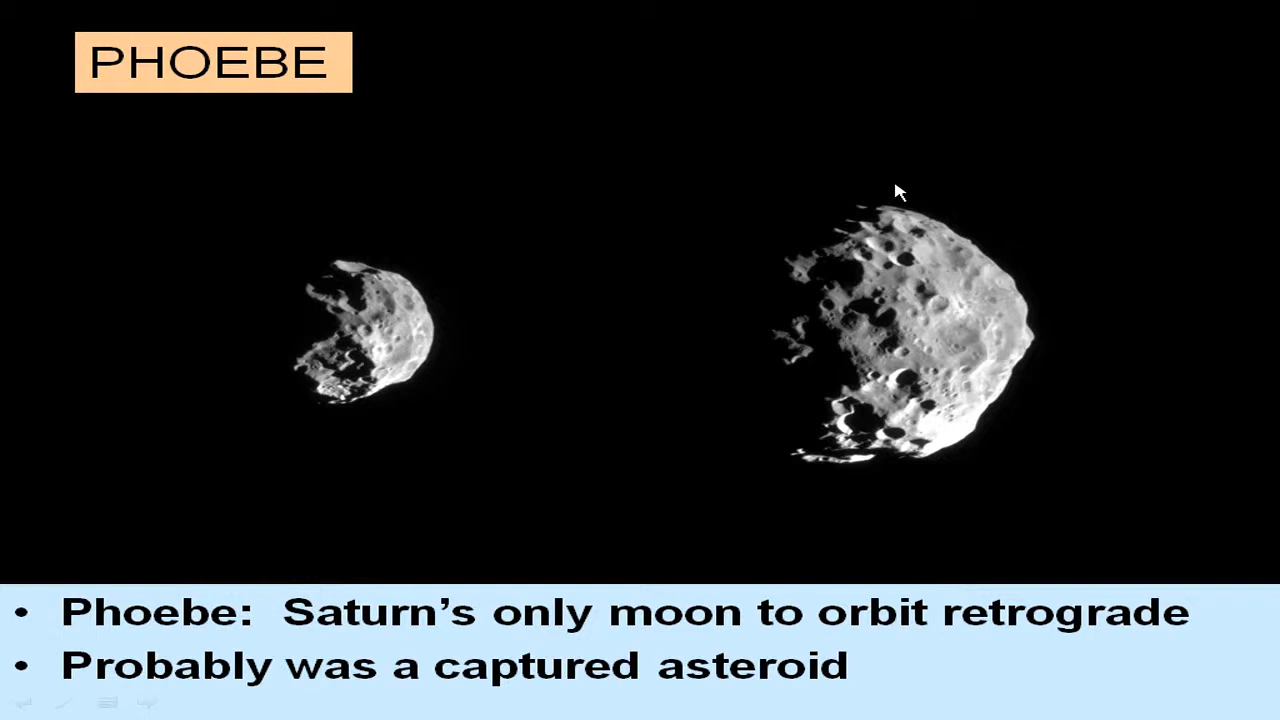 PHOEBE
• Phoebe:  Saturn’s only moon to orbit retrograde
• Probably was a captured asteroid